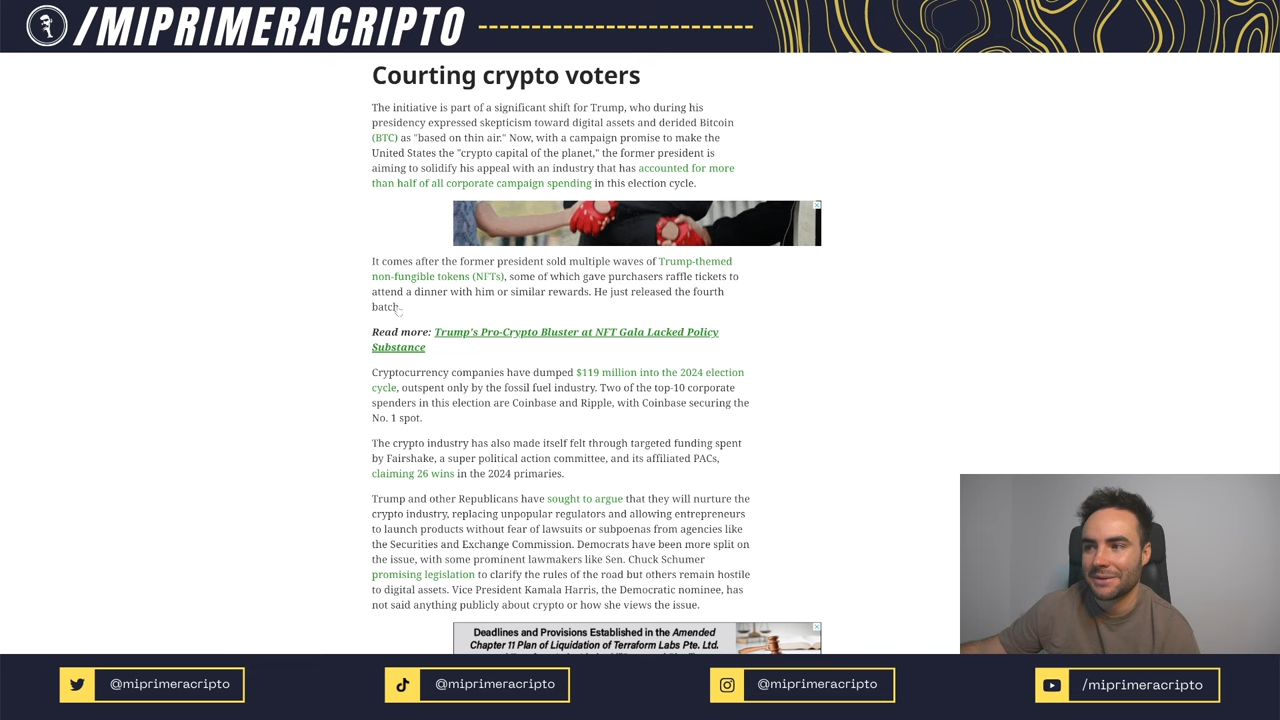 /MIPRIMERACRIPTO
Courting crypto voters
The initiative is part of a significant shift for Trump, who during his
presidency expressed skepticism toward digital assets and derided Bitcoin
(BTC) as "based on thin air." Now, with a campaign promise to make the
United States the "crypto capital of the planet," the former president is
aiming to solidify his appeal with an industry that has accounted for more
than half of all corporate campaign spending in this election cycle.
It comes after the former president sold multiple waves of Trump-themed
non-fungible tokens (NFTs), some of which gave purchasers raffle tickets to
attend a dinner with him or similar rewards. He just released the fourth
batch.
Read more: Trump's Pro-Crypto Bluster at NFT Gala Lacked Policy
Substance
Cryptocurrency companies have dumped $119 million into the 2024 election
cycle, outspent only by the fossil fuel industry. Two of the top-10 corporate
spenders in this election are Coinbase and Ripple, with Coinbase securing the
No. 1 spot.
The crypto industry has also made itself felt through targeted funding spent
by Fairshake, a super political action committee, and its affiliated PACs,
claiming 26 wins in the 2024 primaries.
Trump and other Republicans have sought to argue that they will nurture the
crypto industry, replacing unpopular regulators and allowing entrepreneurs
to launch products without fear of lawsuits or subpoenas from agencies like
the Securities and Exchange Commission. Democrats have been more split on
the issue, with some prominent lawmakers like Sen. Chuck Schumer
promising legislation to clarify the rules of the road but others remain hostile
to digital assets. Vice President Kamala Harris, the Democratic nominee, has
not said anything publicly about crypto or how she views the issue.
Deadlines and Provisions Established in the Amended
Chapter 11 Plan of Liquidation of Terraform Labs Pte. Ltd.
@miprimeracripto
@miprimeracripto
@miprimeracripto
/miprimeracripto